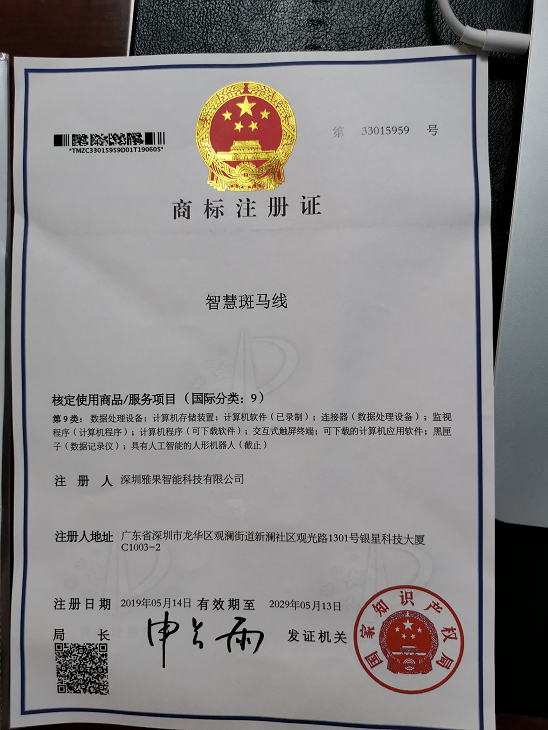 第 33015959 号
*TMZC33015959D01T190605*
商标注册证
智慧斑马线
核定使用商品/服务项目（国际分类：9）
第9类：数据处理设备；计算机存储装置；计算机软件（已录制）；连接器（数据处理设备）；监视
程序（计算机程序）；计算机程序（可下载软件）；交互式触屏终端；可下载的计算机应用软件；黑匣
子（数据记录仪）；具有人工智能的人形机器人（截止）
注册人 深圳雅果智能科技有限公司
注册人地址 广东省深圳市龙华区观澜街道新澜社区观光路1301号银星科技大厦
C1003-2
注册日期 2019年05月14日 有效期至 2029年05月13日
局长 申长雨 发证机关
国家知识产权局